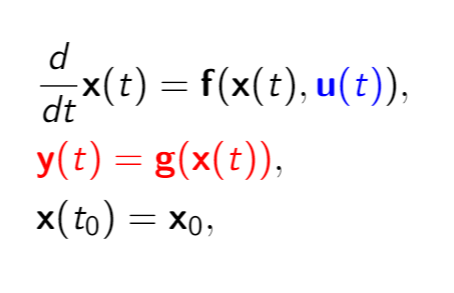 d/dt x(t) = f(x(t), u(t)),
y(t) = g(x(t)),
x(t₀) = x₀,